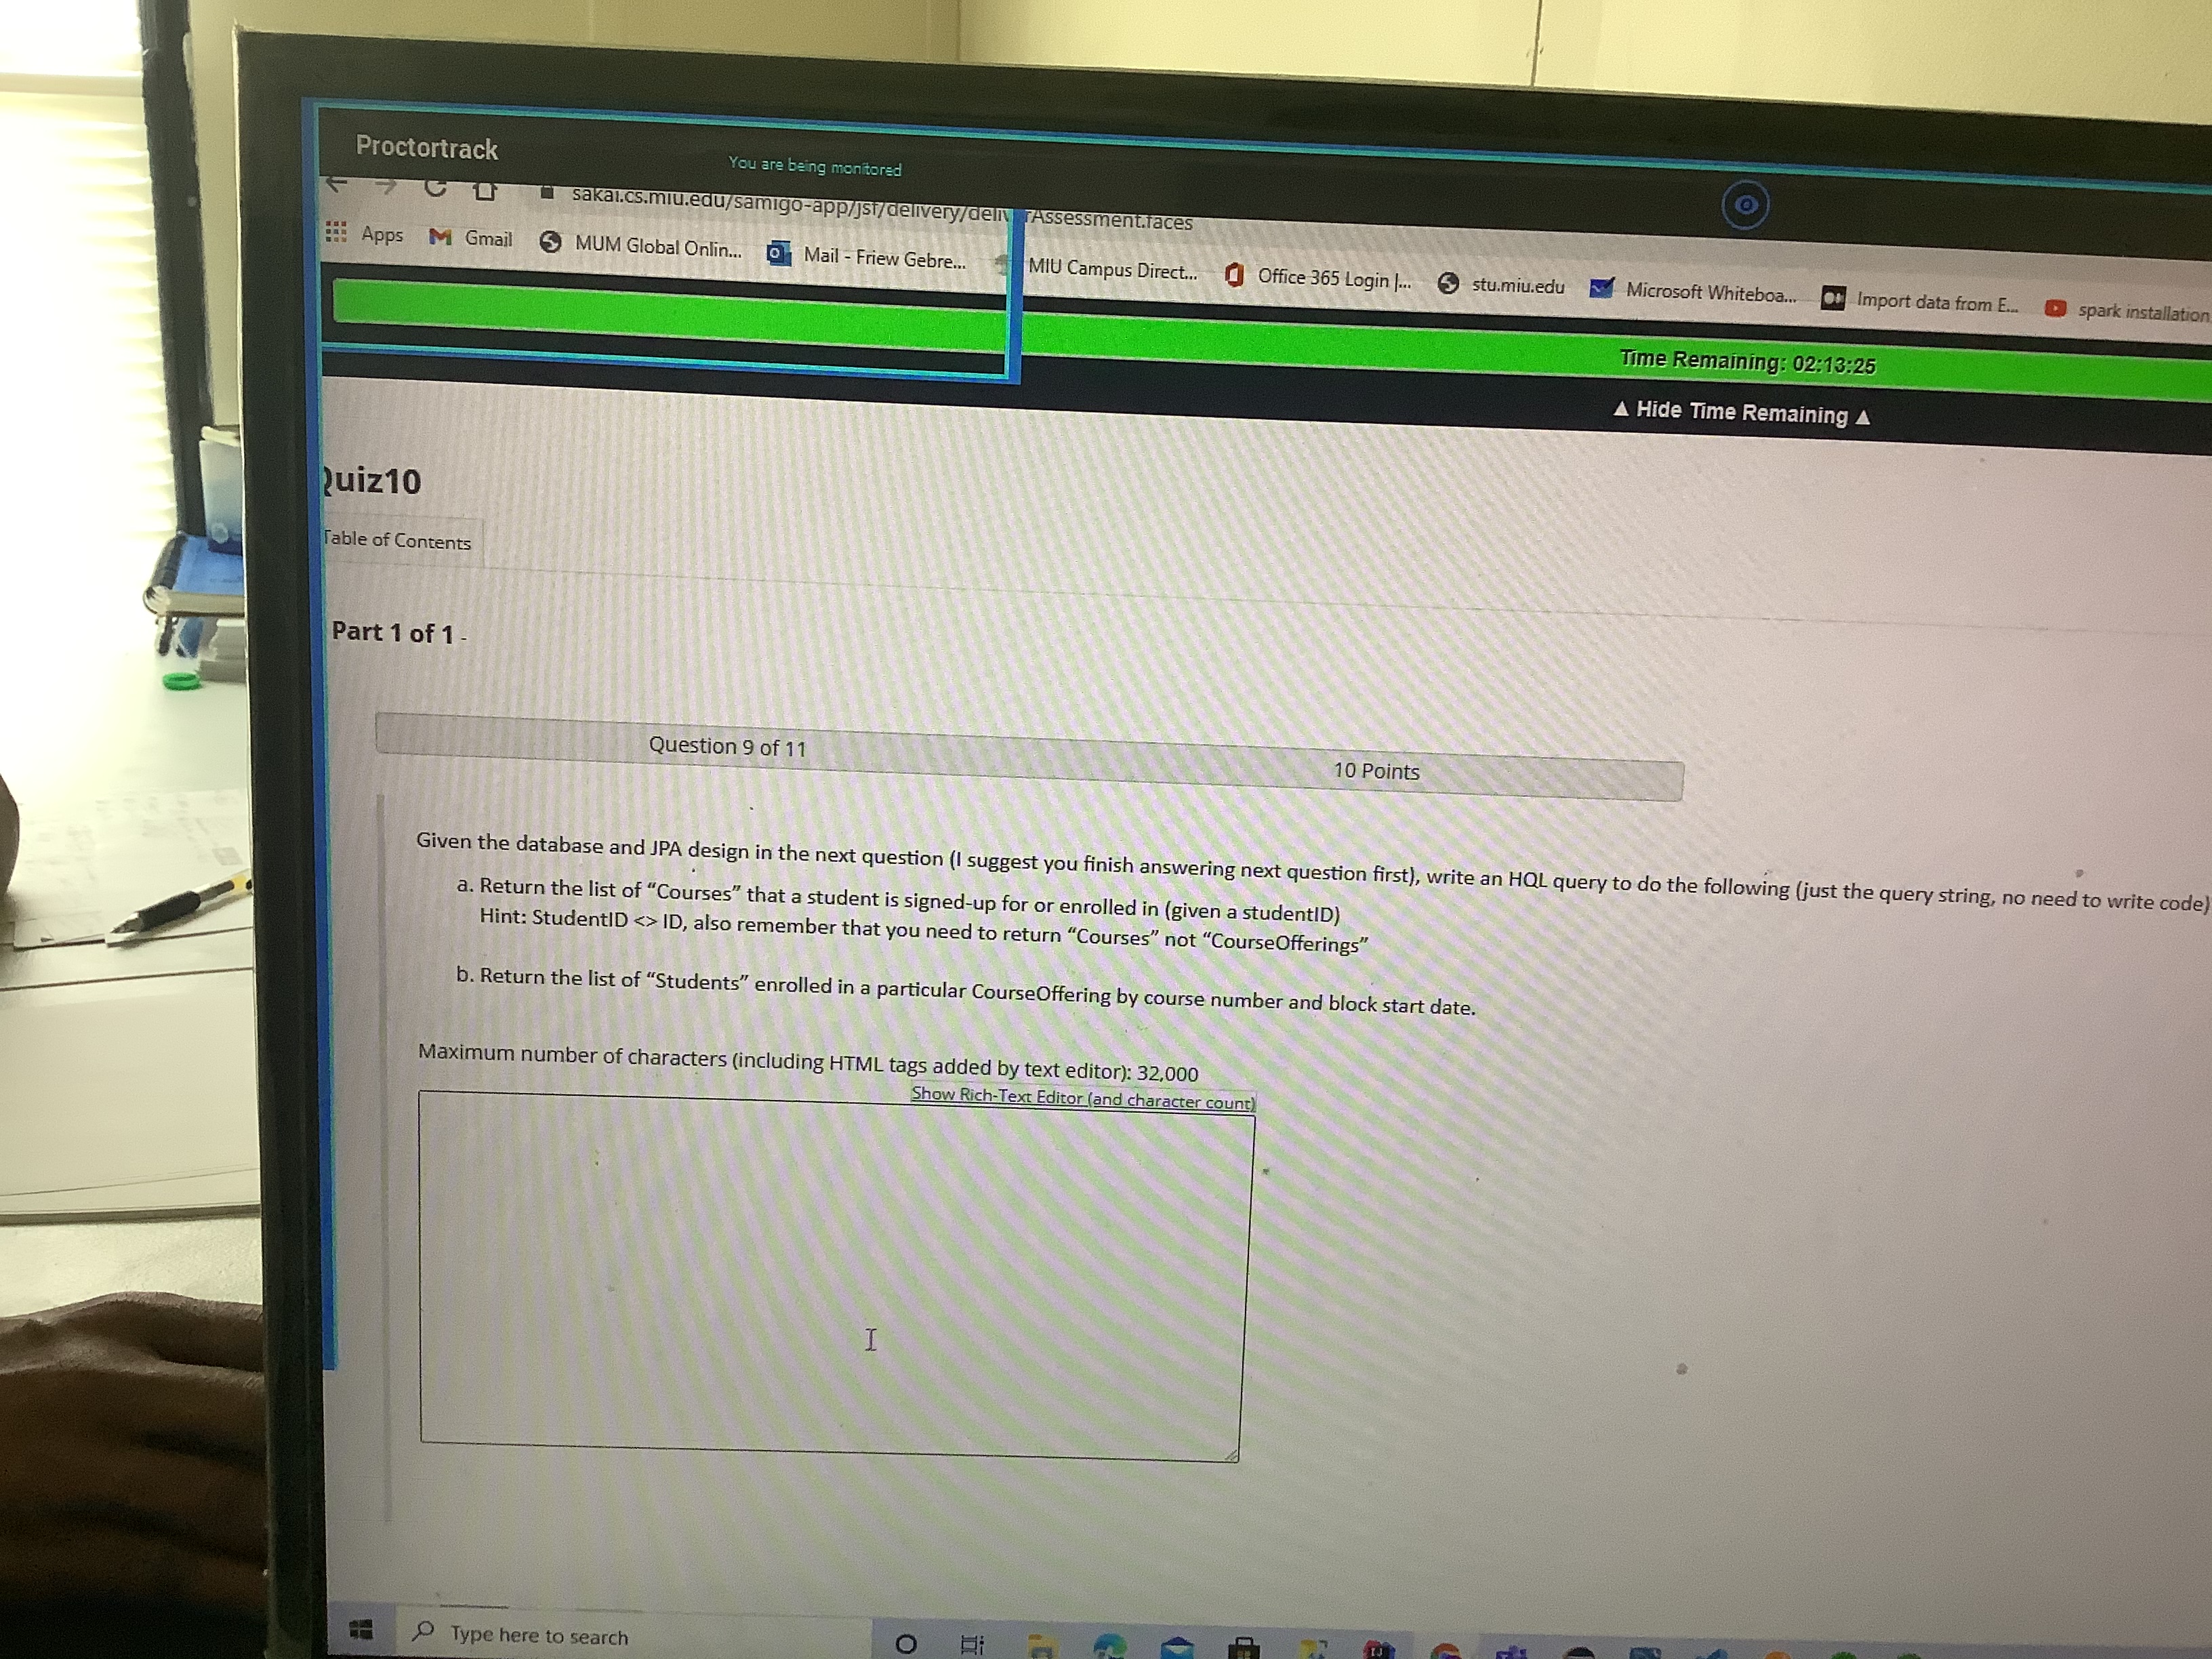 Proctortrack
You are being monitored
sakai.cs.miu.edu/samigo-app/jsf/delivery/deliv rAssessment.faces
Apps Gmail MUM Global Onlin... Mail - Friew Gebre... MIU Campus Direct... Office 365 Login |... stu.miu.edu Microsoft Whiteboa... Import data from E... spark installation
Time Remaining: 02:13:25
▲ Hide Time Remaining ▲
Quiz10
Table of Contents
Part 1 of 1 -
Question 9 of 11 10 Points
Given the database and JPA design in the next question (I suggest you finish answering next question first), write an HQL query to do the following (just the query string, no need to write code)
a. Return the list of “Courses” that a student is signed-up for or enrolled in (given a studentID)
Hint: StudentID <> ID, also remember that you need to return “Courses” not “CourseOfferings”
b. Return the list of “Students” enrolled in a particular CourseOffering by course number and block start date.
Maximum number of characters (including HTML tags added by text editor): 32,000
Show Rich-Text Editor (and character count)
Type here to search